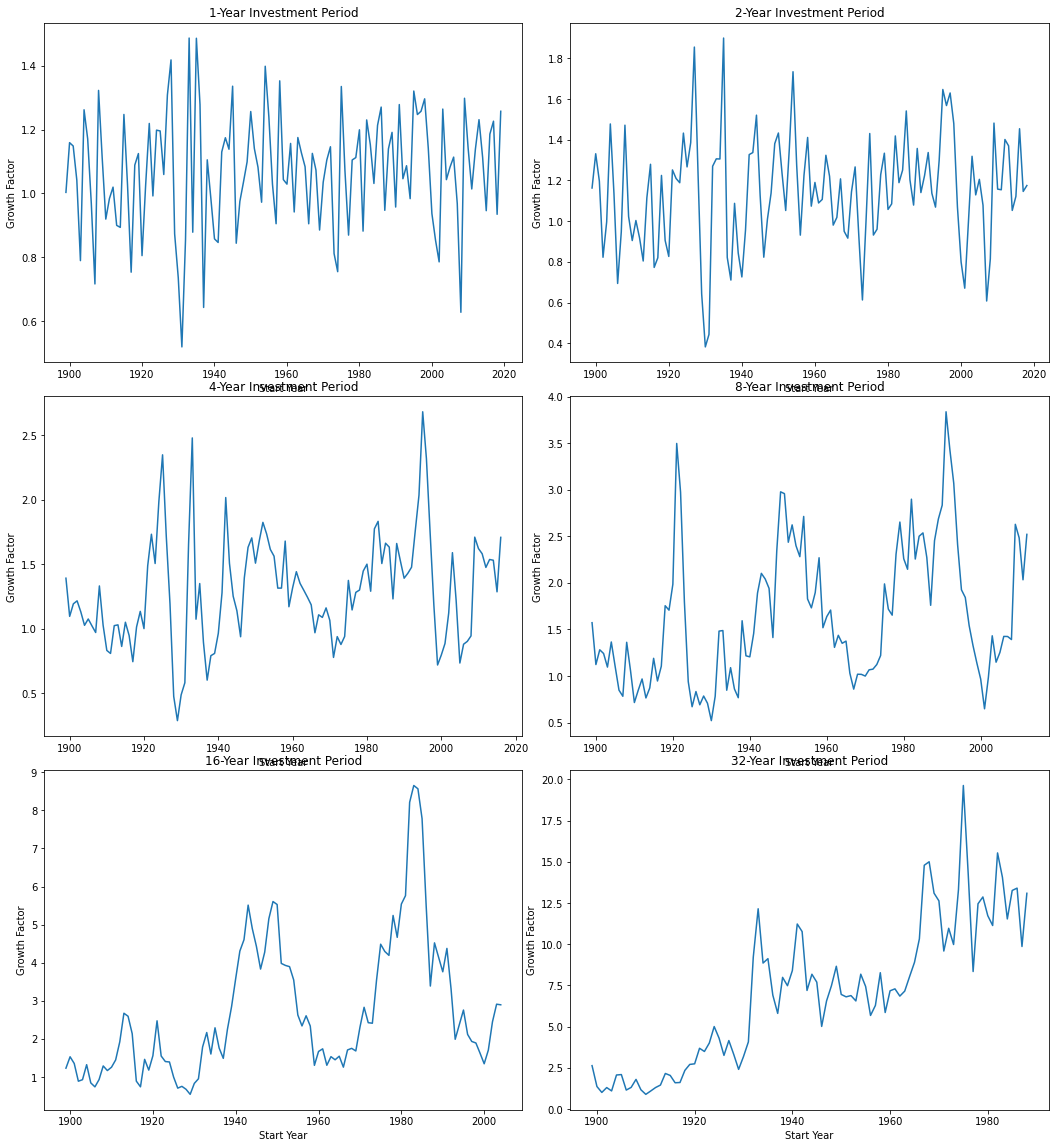 1-Year Investment Period
Growth Factor
1.4
1.2
1.0
0.8
0.6
1900 1920 1940 1960 1980 2000 2020
Start Year
2-Year Investment Period
Growth Factor
1.8
1.6
1.4
1.2
1.0
0.8
0.6
0.4
1900 1920 1940 1960 1980 2000 2020
Start Year
4-Year Investment Period
Growth Factor
2.5
2.0
1.5
1.0
0.5
1900 1920 1940 1960 1980 2000 2020
Start Year
8-Year Investment Period
Growth Factor
4.0
3.5
3.0
2.5
2.0
1.5
1.0
0.5
1900 1920 1940 1960 1980 2000
Start Year
16-Year Investment Period
Growth Factor
9
8
7
6
5
4
3
2
1
1900 1920 1940 1960 1980 2000
Start Year
32-Year Investment Period
Growth Factor
20.0
17.5
15.0
12.5
10.0
7.5
5.0
2.5
0.0
1900 1920 1940 1960 1980
Start Year